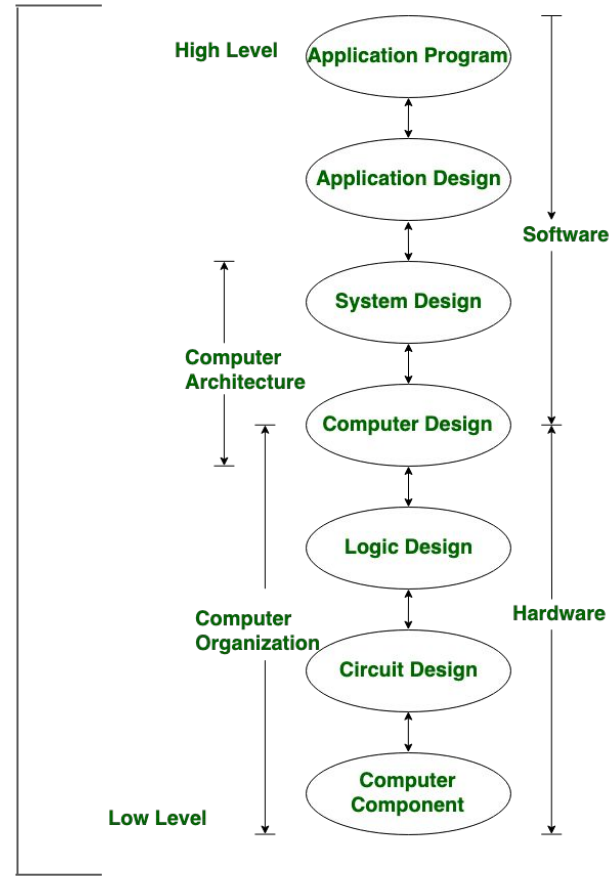 High Level
Application Program
Application Design
Software
System Design
Computer
Architecture
Computer Design
Logic Design
Hardware
Computer
Organization
Circuit Design
Computer
Component
Low Level